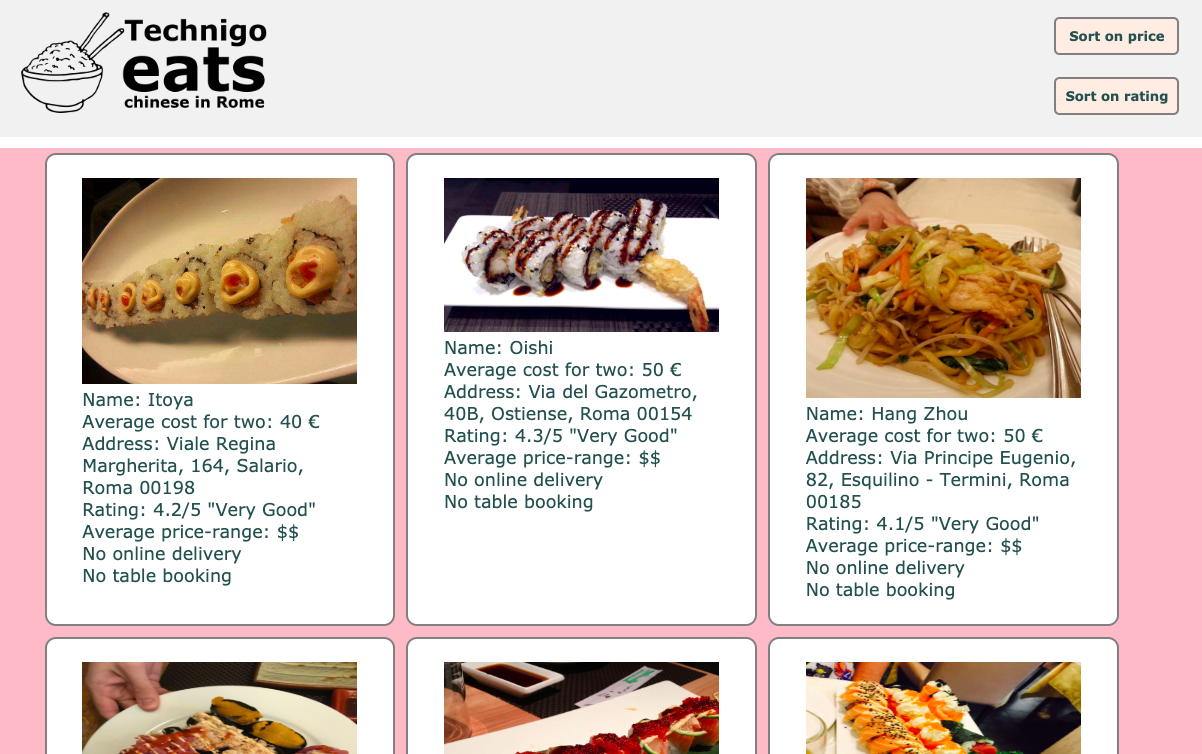 Technigo
eats
chinese in Rome
Sort on price
Sort on rating
Name: Itoya
Average cost for two: 40 €
Address: Viale Regina
Margherita, 164, Salario,
Roma 00198
Rating: 4.2/5 "Very Good"
Average price-range: $$
No online delivery
No table booking
Name: Oishi
Average cost for two: 50 €
Address: Via del Gazometro,
40B, Ostiense, Roma 00154
Rating: 4.3/5 "Very Good"
Average price-range: $$
No online delivery
No table booking
Name: Hang Zhou
Average cost for two: 50 €
Address: Via Principe Eugenio,
82, Esquilino - Termini, Roma
00185
Rating: 4.1/5 "Very Good"
Average price-range: $$
No online delivery
No table booking